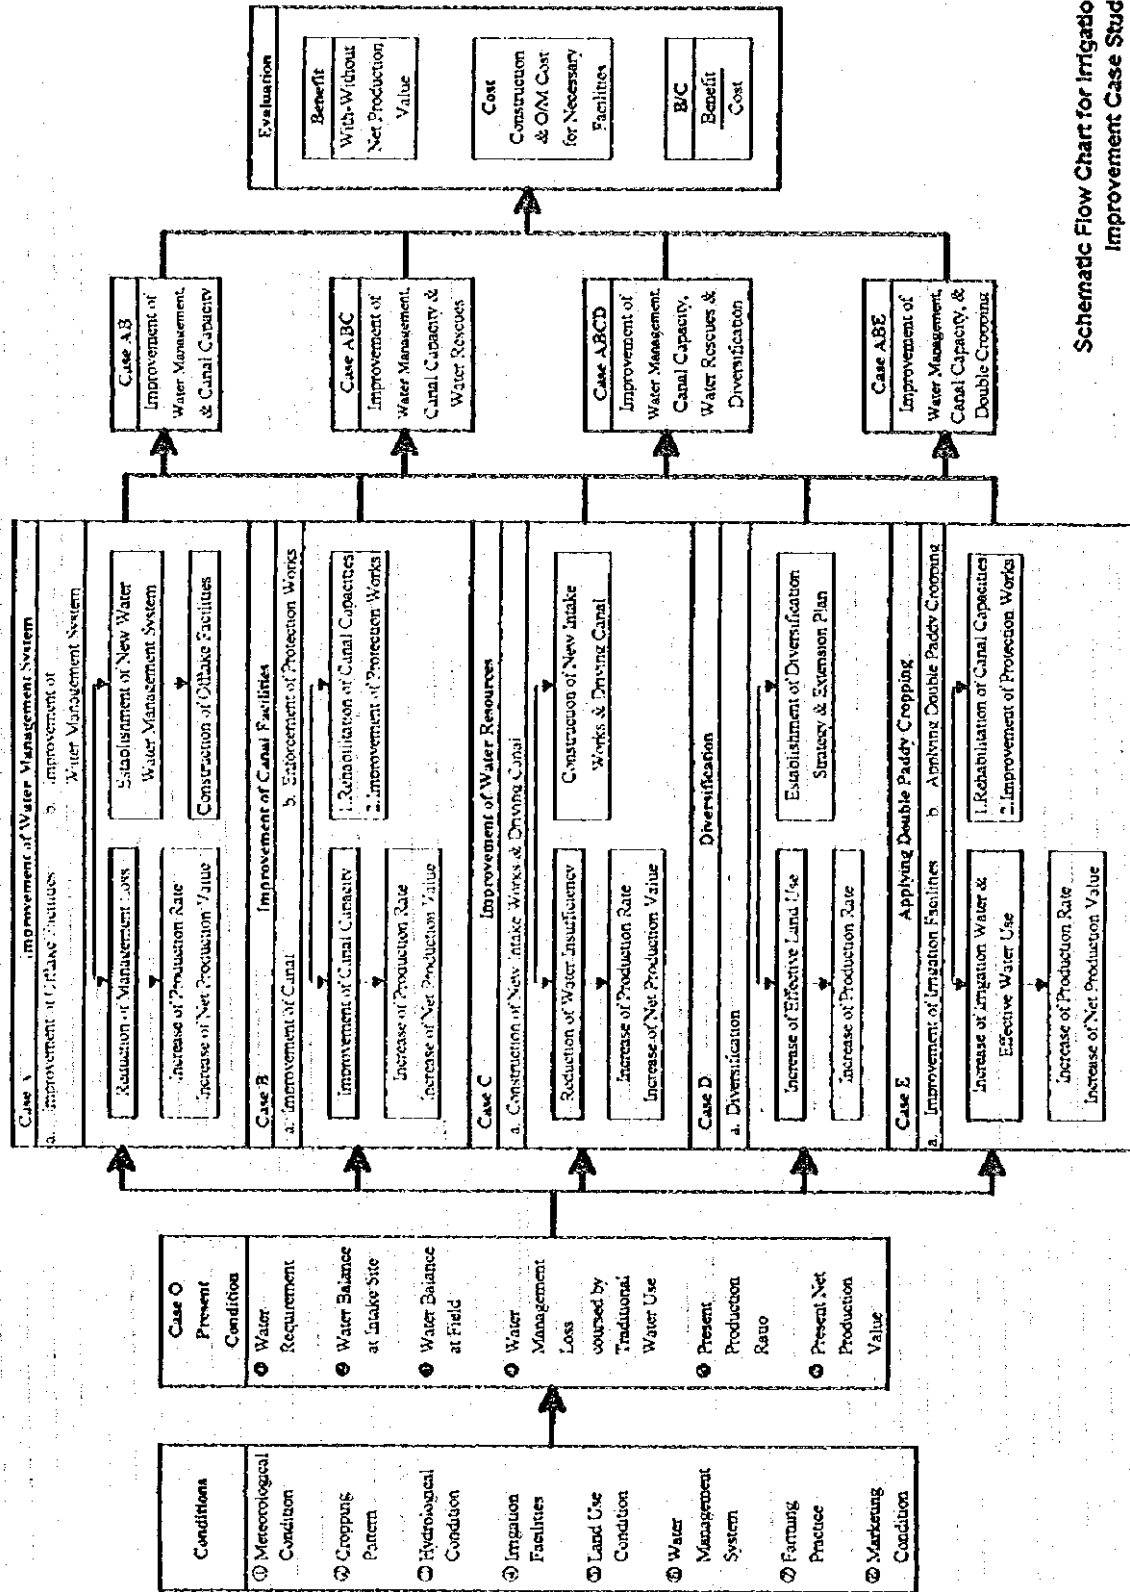 Conditions
① Meteorological
Condition
② Cropping
Pattern
③ Hydrological
Condition
④ Irrigation
Facilities
⑤ Land Use
Condition
⑥ Water
Management
System
⑦ Farming
Practice
⑧ Marketing
Condition
Case O
Present
Condition
❶ Water
Requirement
❷ Water Balance
at Intake Site
❸ Water Balance
at Field
❹ Water
Management
Loss
coursed by
Traditional
Water Use
❺ Present
Production
Ratio
❻ Present Net
Production
Value
Case A Improvement of Water Management System
a. Improvement of Offtake Facilities b. Improvement of
Water Management System
Reduction of Management Loss
Increase of Production Rate
Increase of Net Production Value
Establishment of New Water
Water Management System
Construction of Offtake Facilities
Case B Improvement of Canal Facilities
a. Improvement of Canal b. Enforcement of Protection Works
Improvement of Canal Capacity
Increase of Production Rate
Increase of Net Production Value
1.Rehabilitation of Canal Capacities
2.Improvement of Protection Works
Case C Improvement of Water Resources
a. Construction of New Intake Works & Driving Canal
Reduction of Water Insufficiency
Increase of Production Rate
Increase of Net Production Value
Construction of New Intake
Works & Driving Canal
Case D Diversification
a. Diversification
Increase of Effective Land Use
Increase of Production Rate
Establishment of Diversification
Strategy & Extension Plan
Case E Applying Double Paddy Cropping
a. Improvement of Irrigation Facilities b. Applying Double Paddy Cropping
Increase of Irrigation Water &
Effective Water Use
Increase of Production Rate
Increase of Net Production Value
1.Rehabilitation of Canal Capacities
2.Improvement of Protection Works
Case AB
Improvement of
Water Management,
& Canal Capacity
Case ABC
Improvement of
Water Management,
Canal Capacity &
Water Rescues
Case ABCD
Improvement of
Water Management,
Canal Capacity,
Water Rescues &
Diversification
Case ABE
Improvement of
Water Management,
Canal Capacity, &
Double Cropping
Evaluation
Benefit
With-Without
Net Production
Value
Cost
Construction
& O/M Cost
for Necessary
Facilities
B/C
Benefit
Cost
Schematic Flow Chart for Irrigatio
Improvement Case Stud